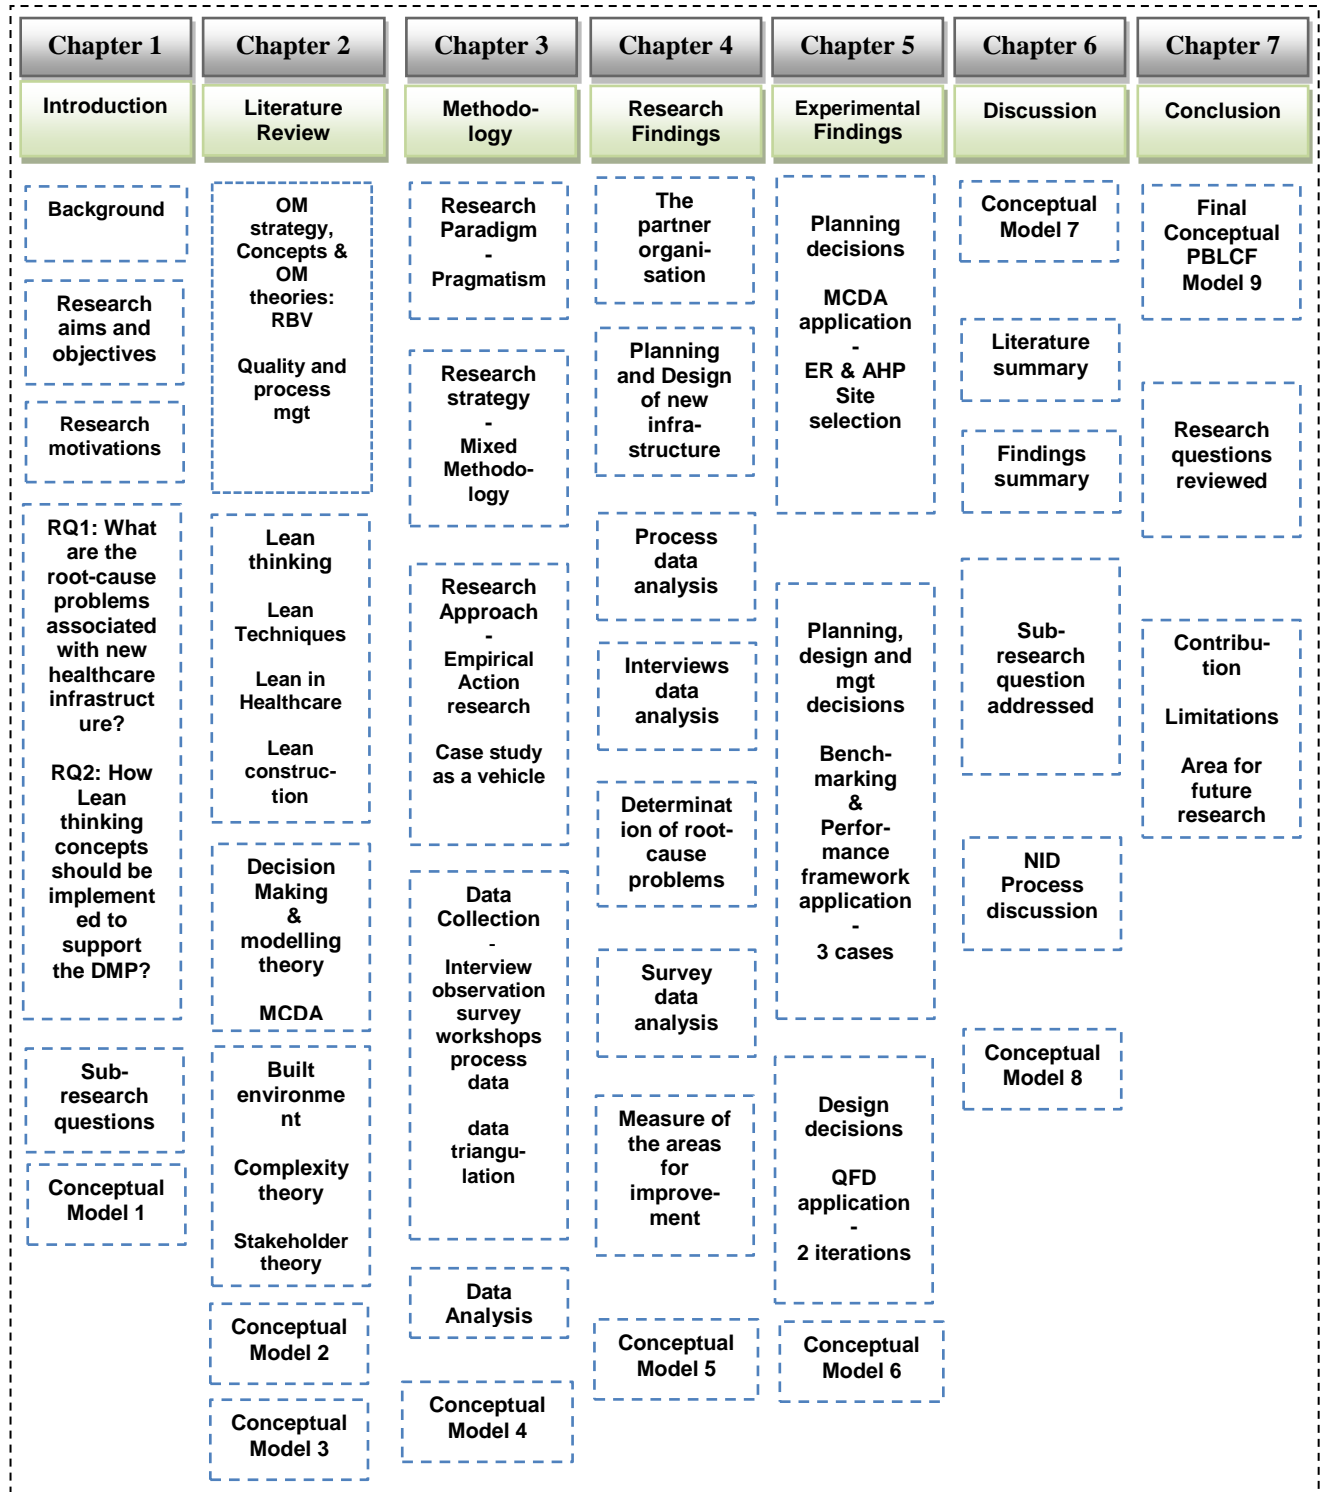 Chapter 1
Introduction
Background
Research
aims and
objectives
Research
motivations
RQ1: What
are the
root-cause
problems
associated
with new
healthcare
infrastruct
ure?
RQ2: How
Lean
thinking
concepts
should be
implement
ed to
support
the DMP?
Sub-
research
questions
Conceptual
Model 1
Chapter 2
Literature
Review
OM
strategy,
Concepts &
OM
theories:
RBV
Quality and
process
mgt
Lean
thinking
Lean
Techniques
Lean in
Healthcare
Lean
construc-
tion
Decision
Making
&
modelling
theory
MCDA
Built
environme
nt
Complexity
theory
Stakeholder
theory
Conceptual
Model 2
Conceptual
Model 3
Chapter 3
Methodo-
logy
Research
Paradigm
-
Pragmatism
Research
strategy
-
Mixed
Methodo-
logy
Research
Approach
-
Empirical
Action
research
Case study
as a vehicle
Data
Collection
-
Interview
observation
survey
workshops
process
data
data
triangu-
lation
Data
Analysis
Conceptual
Model 4
Chapter 4
Research
Findings
The
partner
organi-
sation
Planning
and Design
of new
infra-
structure
Process
data
analysis
Interviews
data
analysis
Determinat
ion of root-
cause
problems
Survey
data
analysis
Measure of
the areas
for
improve-
ment
Conceptual
Model 5
Chapter 5
Experimental
Findings
Planning
decisions
MCDA
application
-
ER & AHP
Site
selection
Planning,
design and
mgt
decisions
Bench-
marking
&
Perfor-
mance
framework
application
-
3 cases
Design
decisions
QFD
application
-
2 iterations
Conceptual
Model 6
Chapter 6
Discussion
Conceptual
Model 7
Literature
summary
Findings
summary
Sub-
research
question
addressed
NID
Process
discussion
Conceptual
Model 8
Chapter 7
Conclusion
Final
Conceptual
PBLCF
Model 9
Research
questions
reviewed
Contribu-
tion
Limitations
Area for
future
research